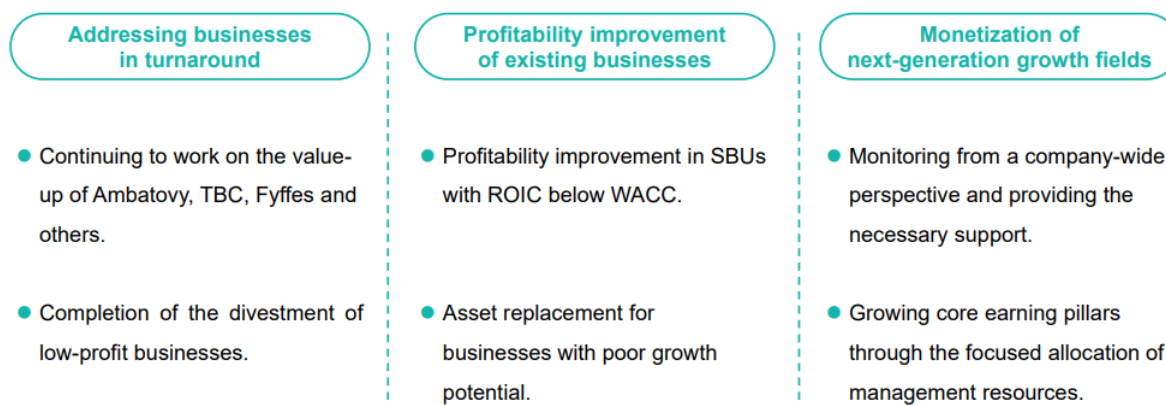 Addressing businesses
in turnaround
● Continuing to work on the value-
up of Ambatovy, TBC, Fyffes and
others.
● Completion of the divestment of
low-profit businesses.
Profitability improvement
of existing businesses
● Profitability improvement in SBUs
with ROIC below WACC.
● Asset replacement for
businesses with poor growth
potential.
Monetization of
next-generation growth fields
● Monitoring from a company-wide
perspective and providing the
necessary support.
● Growing core earning pillars
through the focused allocation of
management resources.